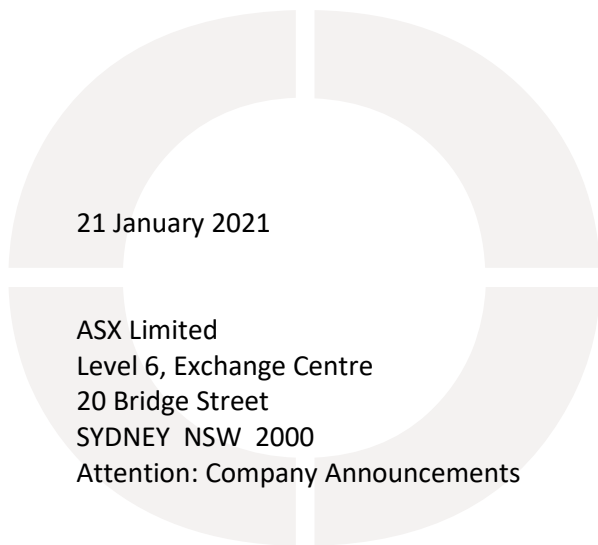 21 January 2021
ASX Limited
Level 6, Exchange Centre
20 Bridge Street
SYDNEY  NSW  2000
Attention: Company Announcements